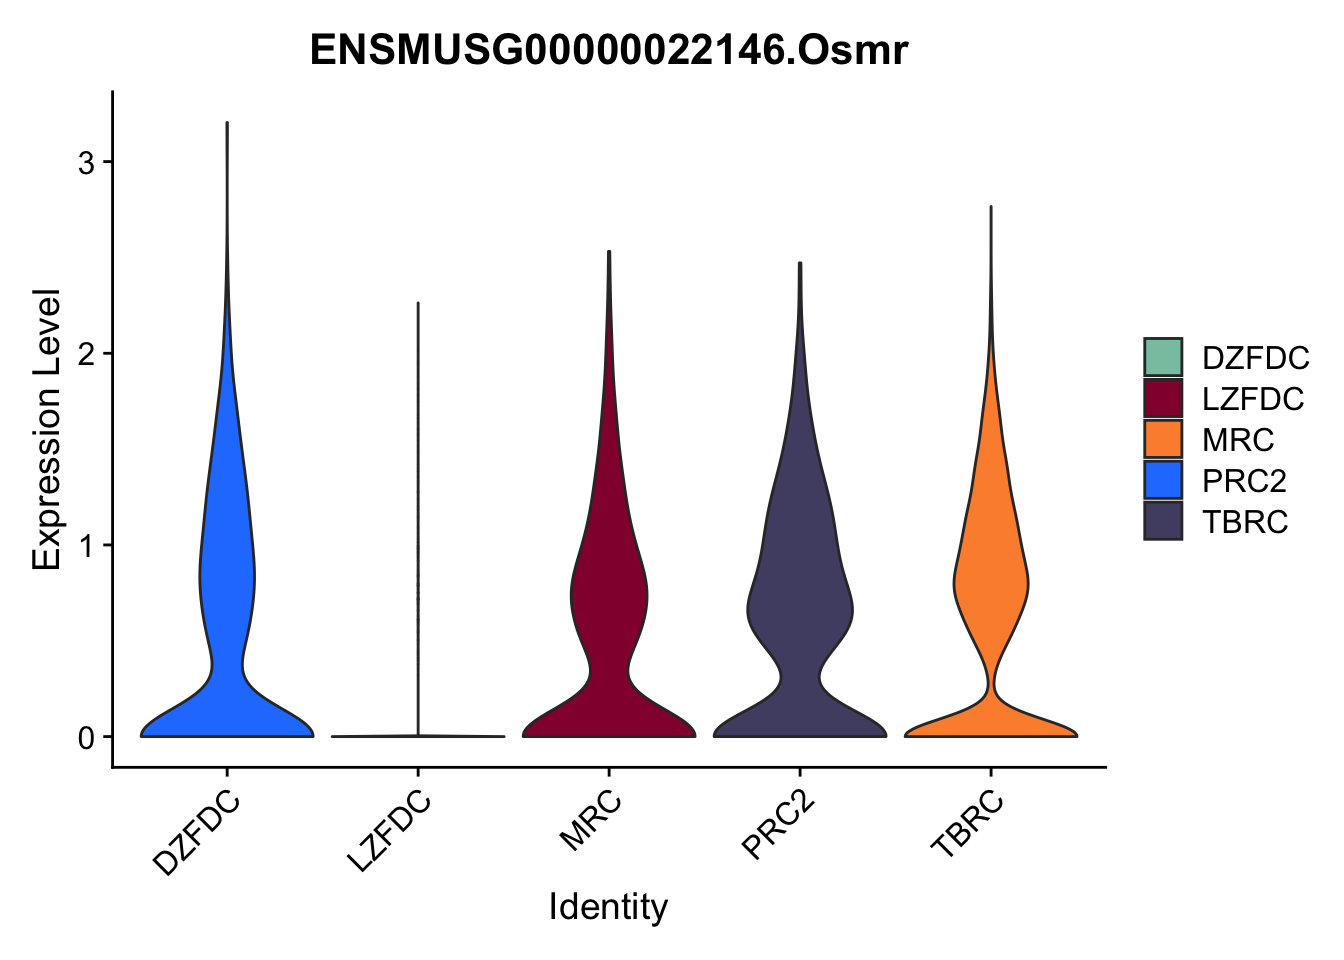 ENSMUSG00000022146.Osmr
Expression Level
3
2
1
0
DZFDC
LZFDC
MRC
PRC2
TBRC
Identity
DZFDC
LZFDC
MRC
PRC2
TBRC